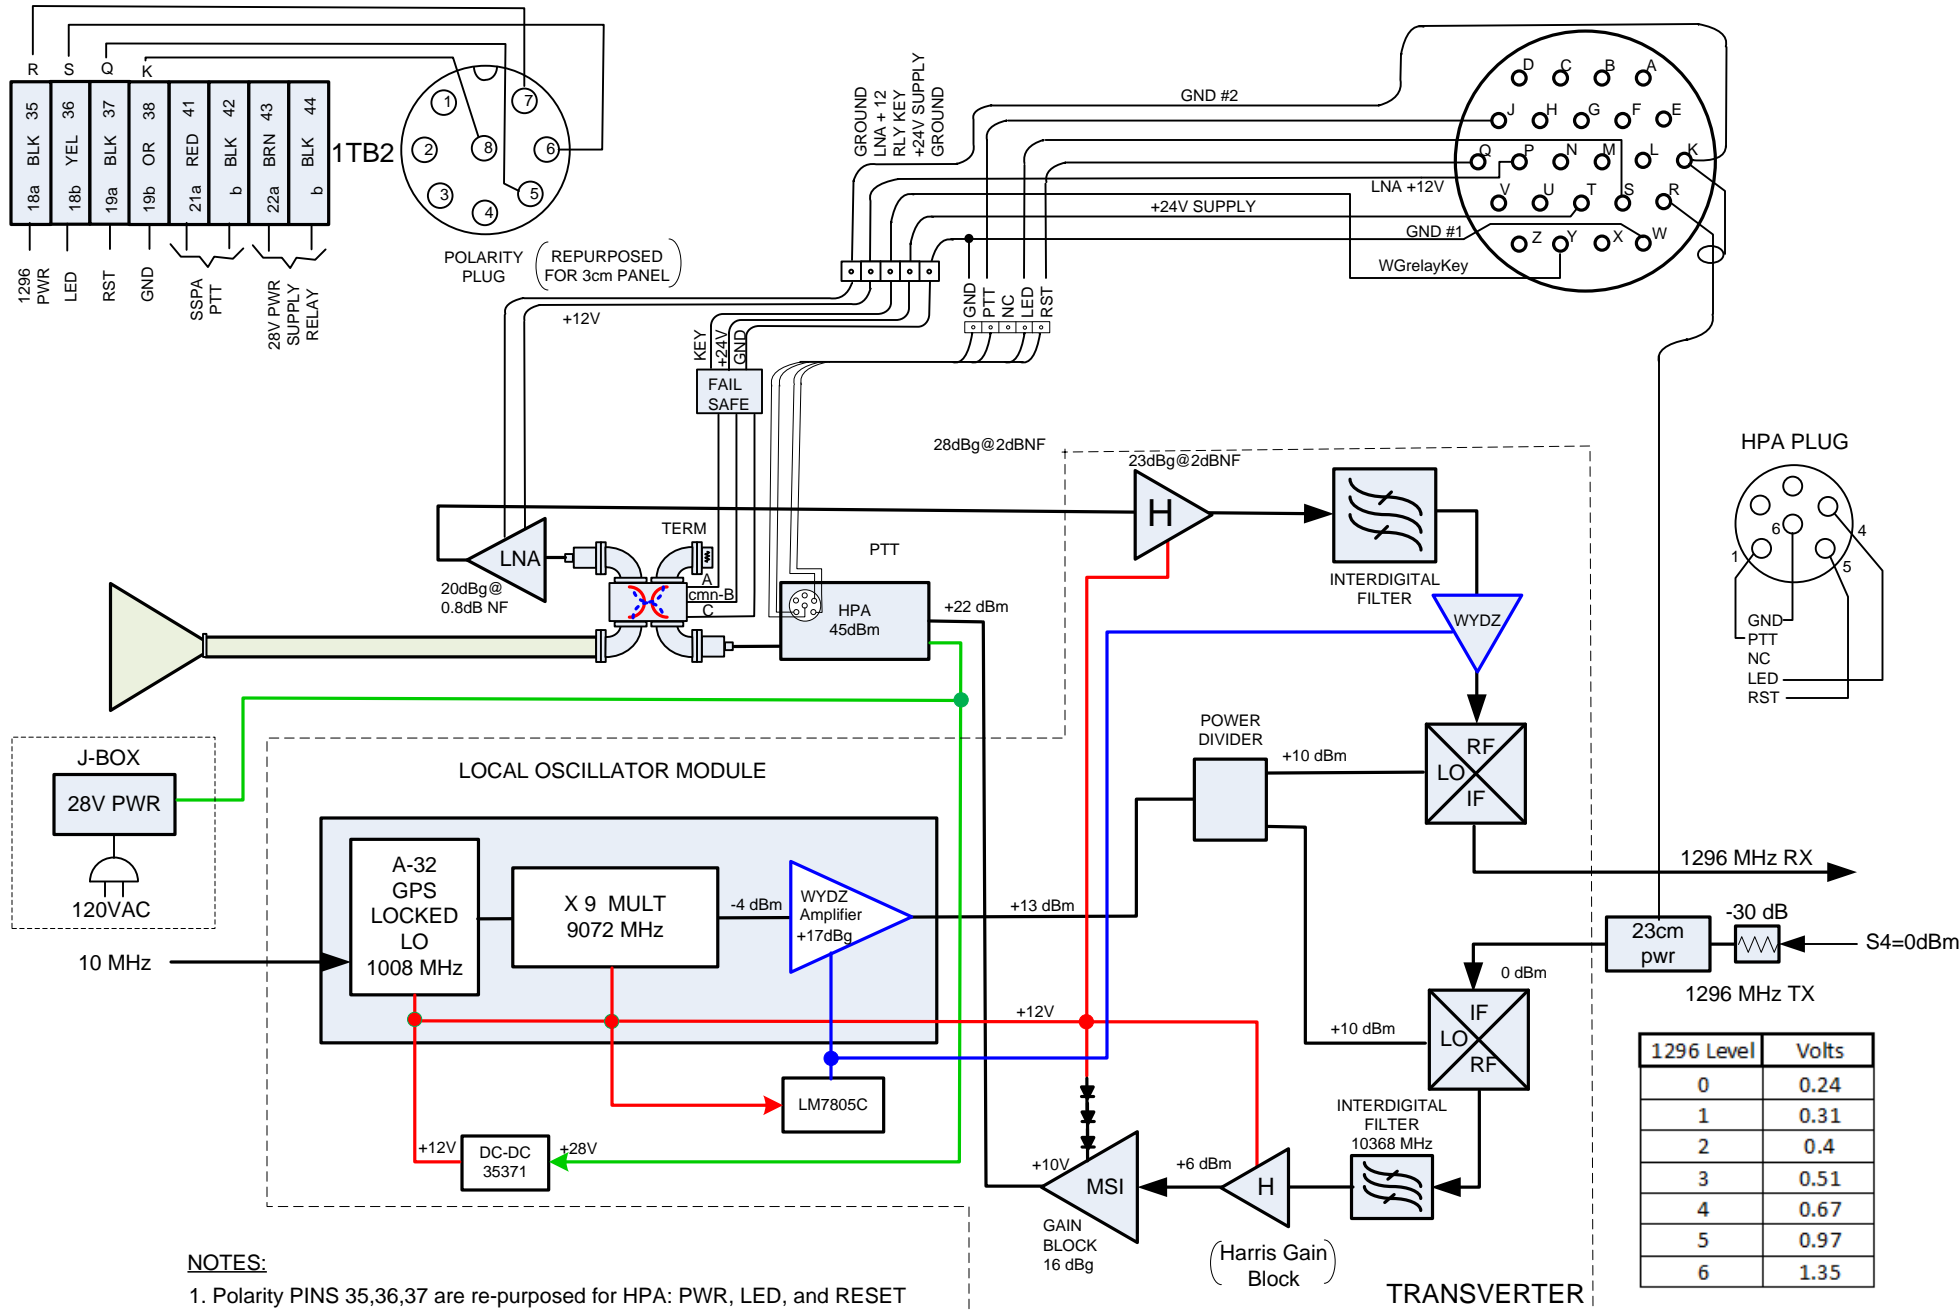 R S Q K
35 36 37 38 41 42 43 44
BLK YEL BLK OR RED BLK BRN BLK
18a 18b 19a 19b 21a b 22a b
1TB2
1296 PWR
LED
RST
GND
SSPA PTT
28V PWR SUPPLY RELAY
1
2
3
4
5
6
7
8
POLARITY PLUG
(REPURPOSED FOR 3cm PANEL)
GROUND
LNA + 12
RLY KEY
+24V SUPPLY
GROUND
GND #2
LNA +12V
+24V SUPPLY
GND #1
WGrelayKey
D C B A
J H G F E
Q P N M L K
V U T S R
Z Y X W
+12V
KEY
+24V
GND
GND
PTT
NC
LED
RST
FAIL SAFE
28dBg@2dBNF
23dBg@2dBNF
H
INTERDIGITAL
FILTER
HPA PLUG
6
4
1
5
GND
PTT
NC
LED
RST
TERM
LNA
20dBg@
0.8dB NF
A
cmn-B
C
PTT
HPA
45dBm
+22 dBm
WYDZ
POWER
DIVIDER
+10 dBm
RF
LO
IF
J-BOX
28V PWR
120VAC
10 MHz
LOCAL OSCILLATOR MODULE
A-32
GPS
LOCKED
LO
1008 MHz
X 9 MULT
9072 MHz
-4 dBm
WYDZ
Amplifier
+17dBg
+13 dBm
1296 MHz RX
-30 dB
23cm
pwr
S4=0dBm
1296 MHz TX
0 dBm
IF
LO
RF
+10 dBm
+12V
LM7805C
+12V
DC-DC
35371
+28V
+10V
MSI
GAIN
BLOCK
16 dBg
+6 dBm
H
(Harris Gain
Block)
INTERDIGITAL
FILTER
10368 MHz
TRANSVERTER
1296 Level Volts
0 0.24
1 0.31
2 0.4
3 0.51
4 0.67
5 0.97
6 1.35
NOTES:
1. Polarity PINS 35,36,37 are re-purposed for HPA: PWR, LED, and RESET